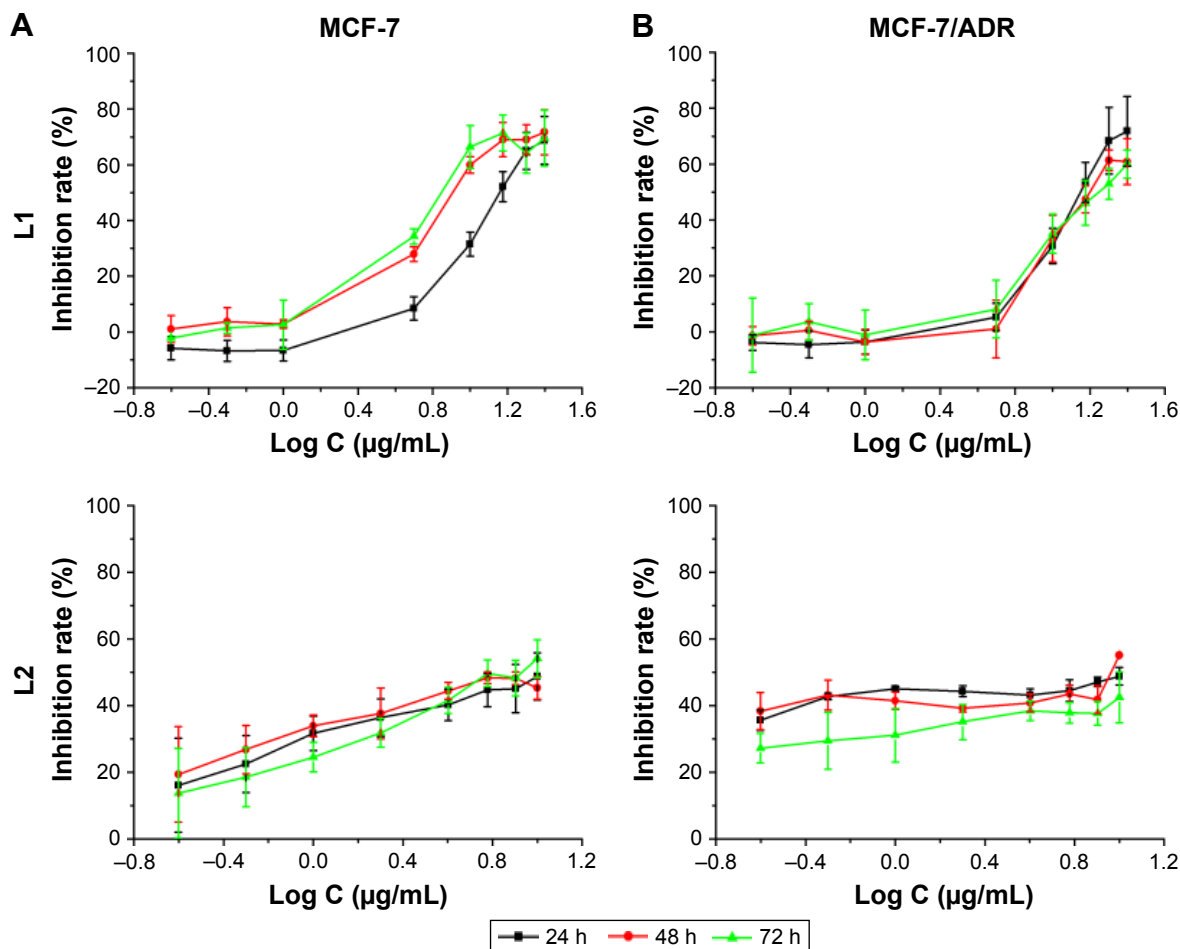 A MCF-7 B MCF-7/ADR
L1
Inhibition rate (%)
100
80
60
40
20
0
–20
–0.8 –0.4 0.0 0.4 0.8 1.2 1.6
Log C (µg/mL)
Inhibition rate (%)
100
80
60
40
20
0
–20
–0.8 –0.4 0.0 0.4 0.8 1.2 1.6
Log C (µg/mL)
L2
Inhibition rate (%)
100
80
60
40
20
0
–0.8 –0.4 0.0 0.4 0.8 1.2
Log C (µg/mL)
Inhibition rate (%)
100
80
60
40
20
0
–0.8 –0.4 0.0 0.4 0.8 1.2
Log C (µg/mL)
24 h 48 h 72 h